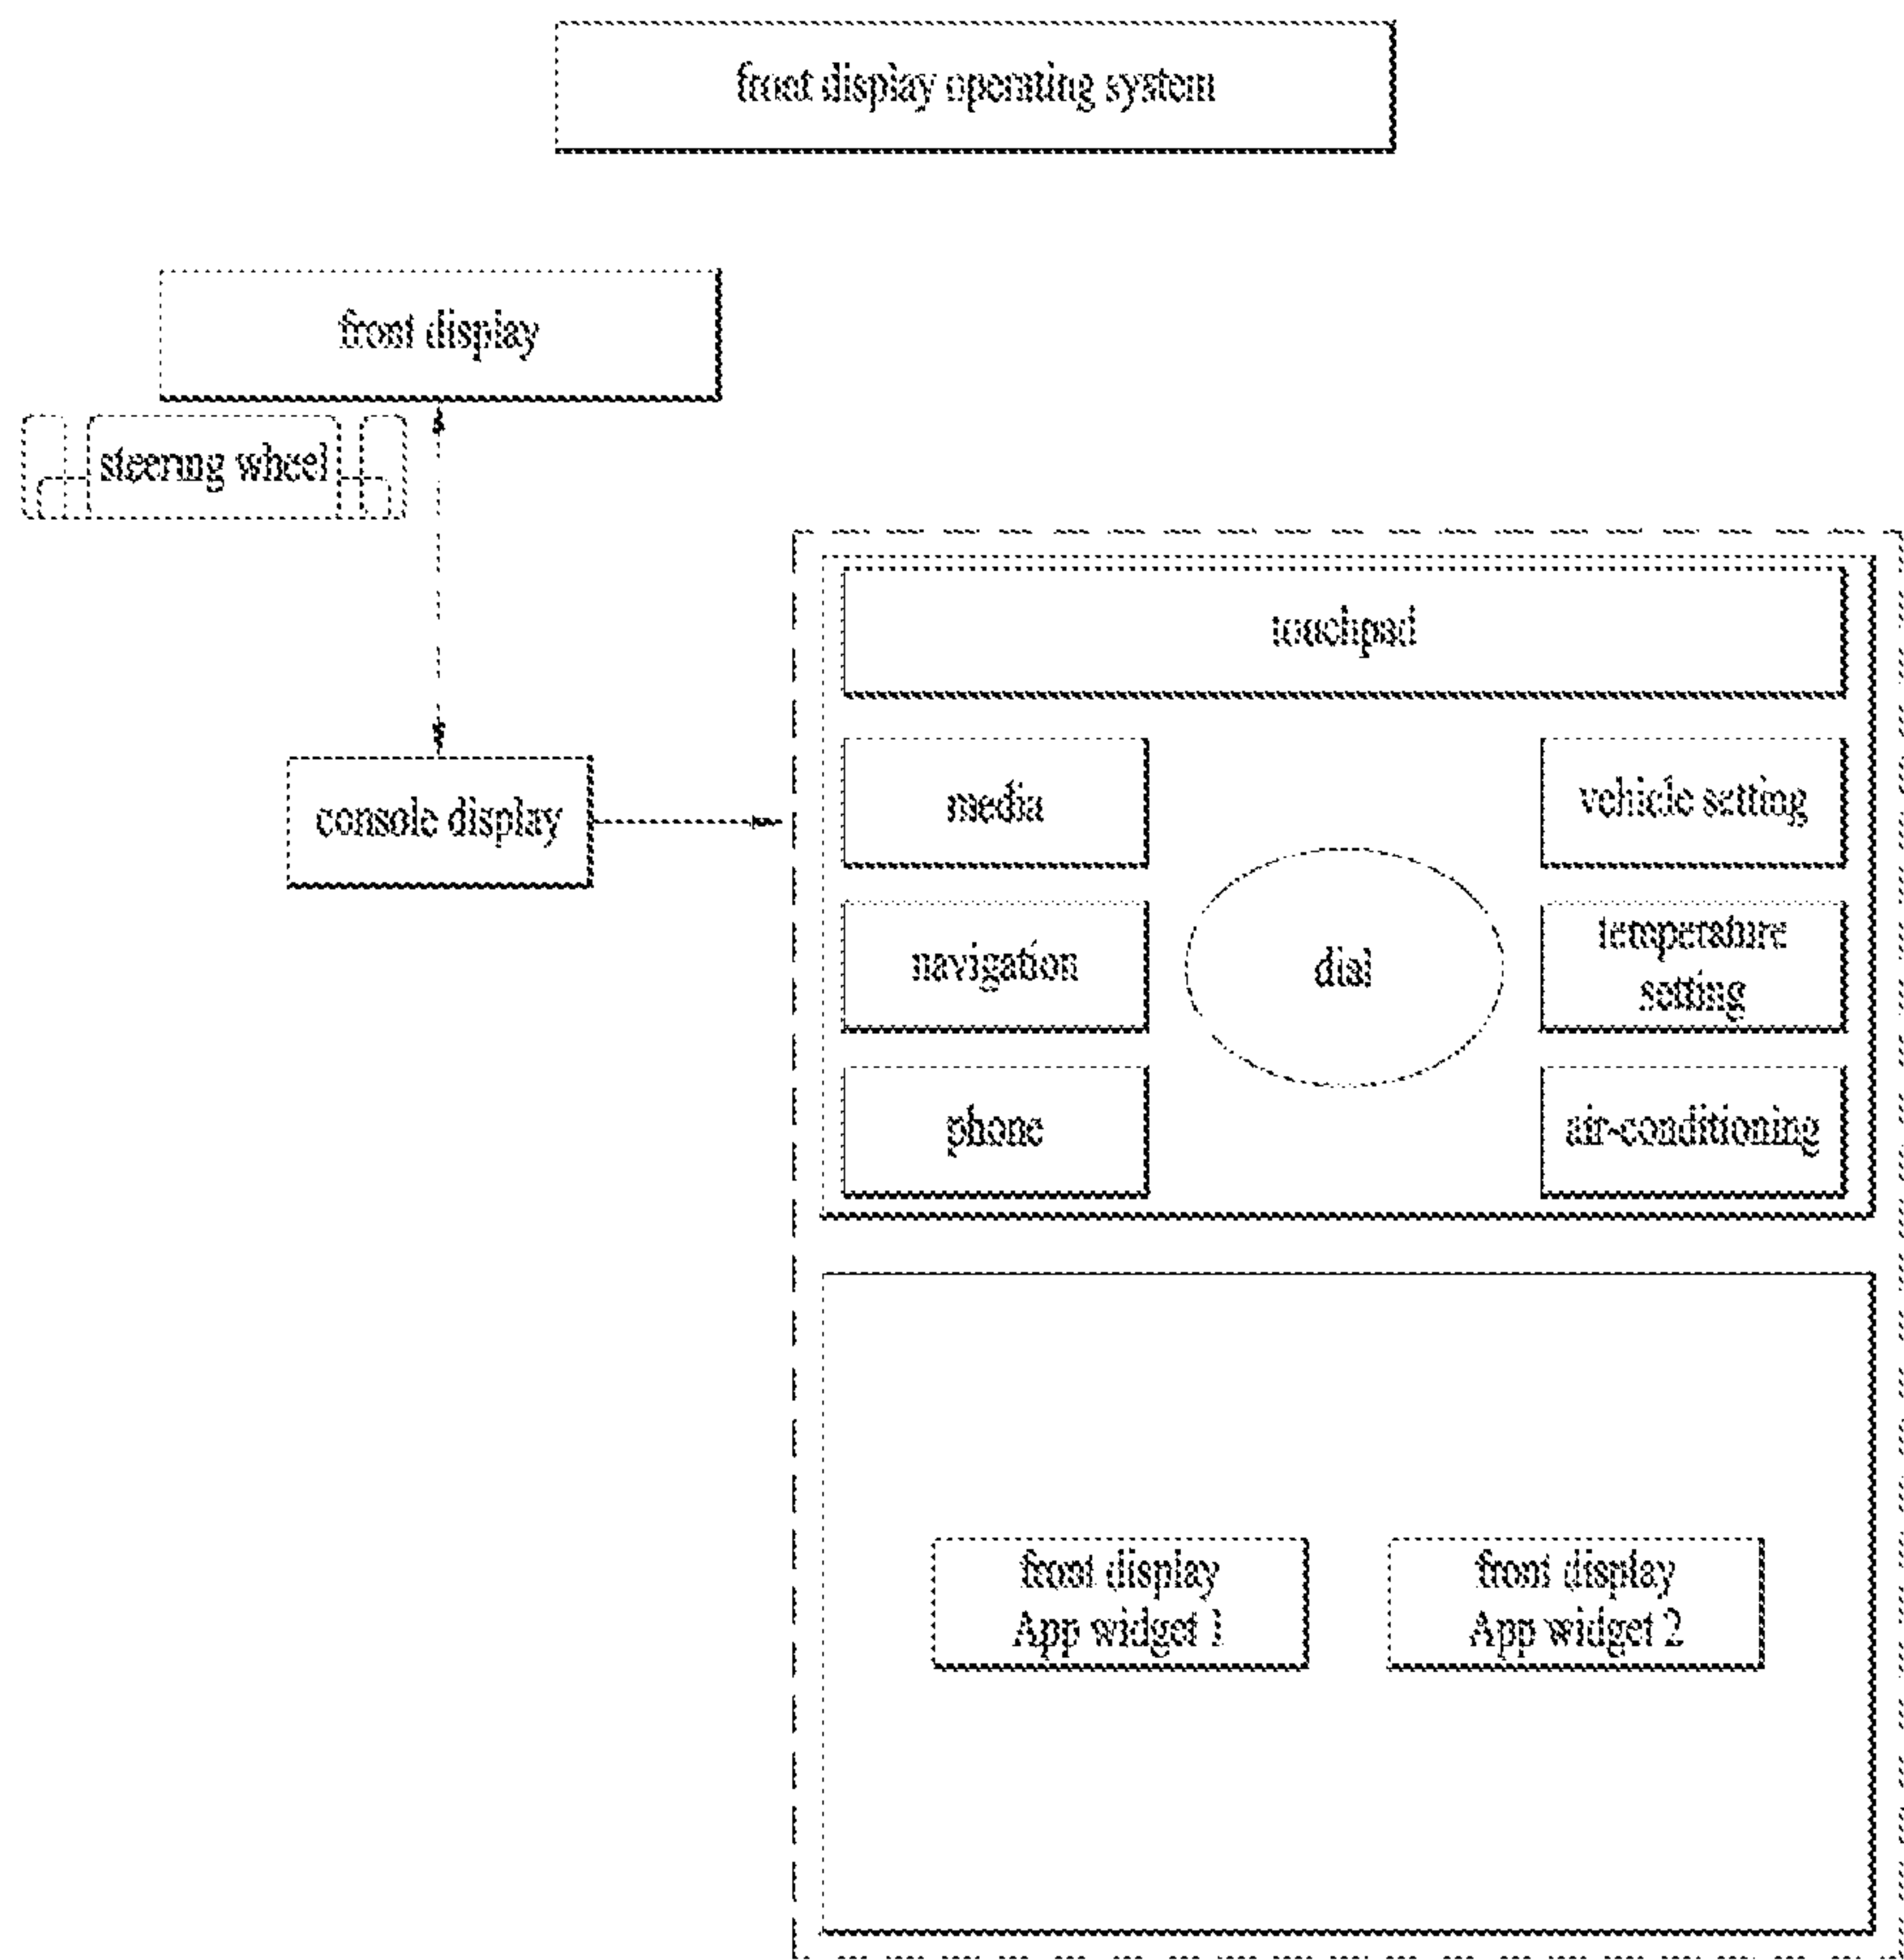 front display operating system
front display
steering wheel
touchpad
console display
media
vehicle setting
navigation
dial
temperature
setting
phone
air-conditioning
front display
App widget 1
front display
App widget 2